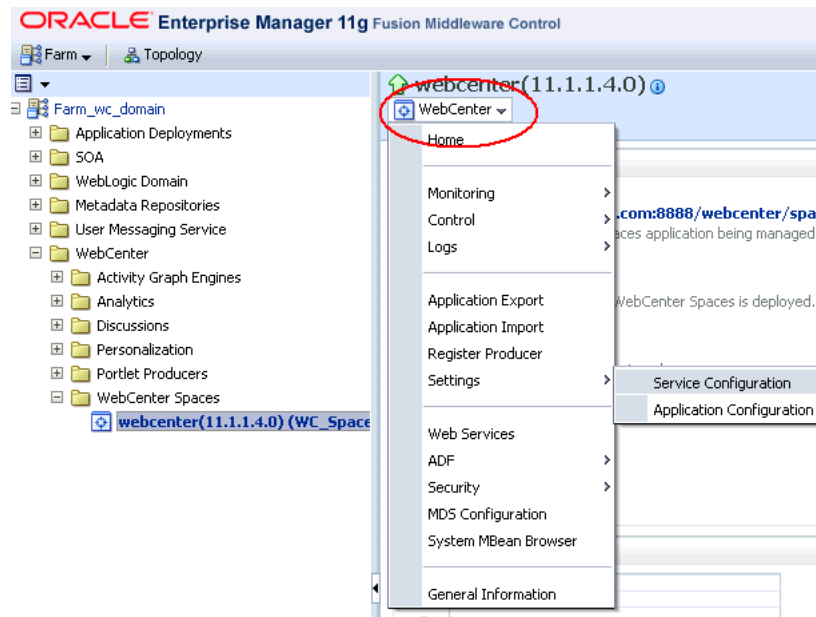 ORACLE Enterprise Manager 11g Fusion Middleware Control
Farm
Topology
Farm_wc_domain
Application Deployments
SOA
WebLogic Domain
Metadata Repositories
User Messaging Service
WebCenter
Activity Graph Engines
Analytics
Discussions
Personalization
Portlet Producers
WebCenter Spaces
webcenter(11.1.1.4.0) (WC_Space
webcenter(11.1.1.4.0)
WebCenter
Home
Monitoring
Control
Logs
Application Export
Application Import
Register Producer
Settings
Web Services
ADF
Security
MDS Configuration
System MBean Browser
General Information
Service Configuration
Application Configuration
.com:8888/webcenter/spa
aces application being managed
WebCenter Spaces is deployed.